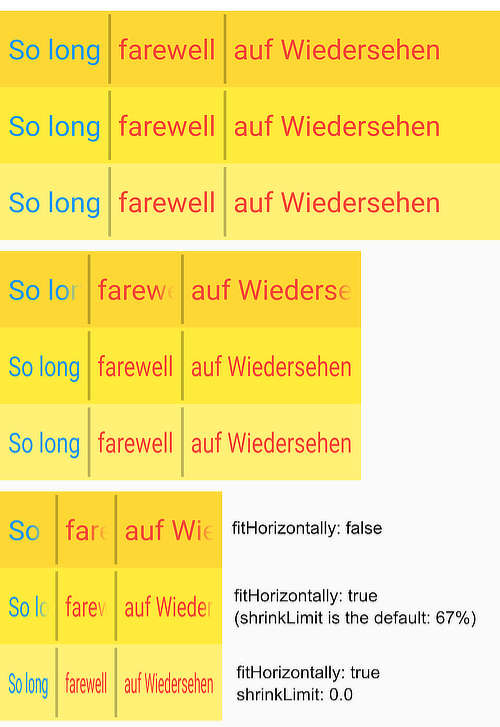 So long farewell auf Wiedersehen
So long farewell auf Wiedersehen
So long farewell auf Wiedersehen
So lon farewe auf Wiederse
So long farewell auf Wiedersehen
So long farewell auf Wiedersehen
So fare auf Wie fitHorizontally: false
So lo farew auf Wieder fitHorizontally: true
(shrinkLimit is the default: 67%)
So long farewell auf Wiedersehen fitHorizontally: true
shrinkLimit: 0.0